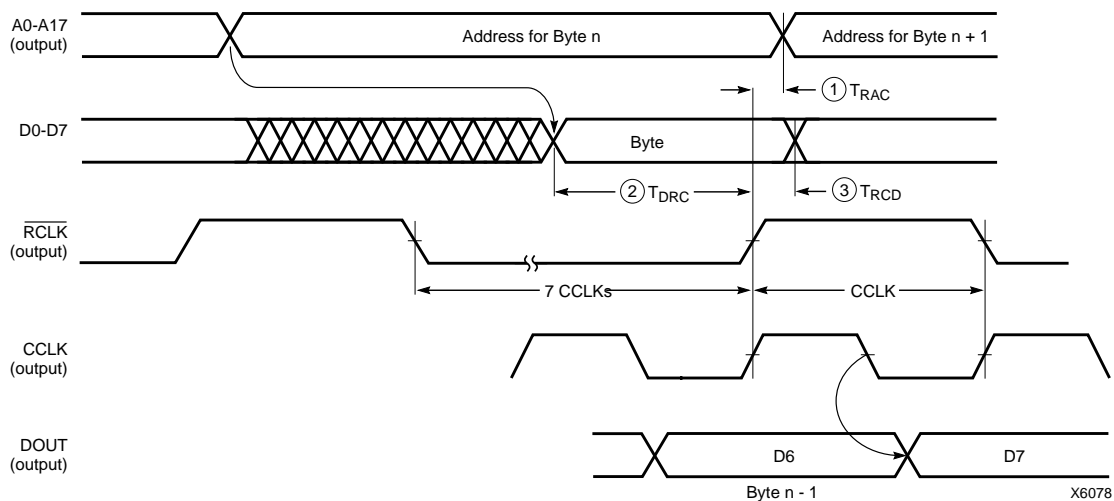 A0-A17
(output)
Address for Byte n
Address for Byte n + 1
1 TRAC
D0-D7
Byte
2 TDRC
3 TRCD
RCLK
(output)
7 CCLKs
CCLK
CCLK
(output)
DOUT
(output)
D6
D7
Byte n - 1
X6078